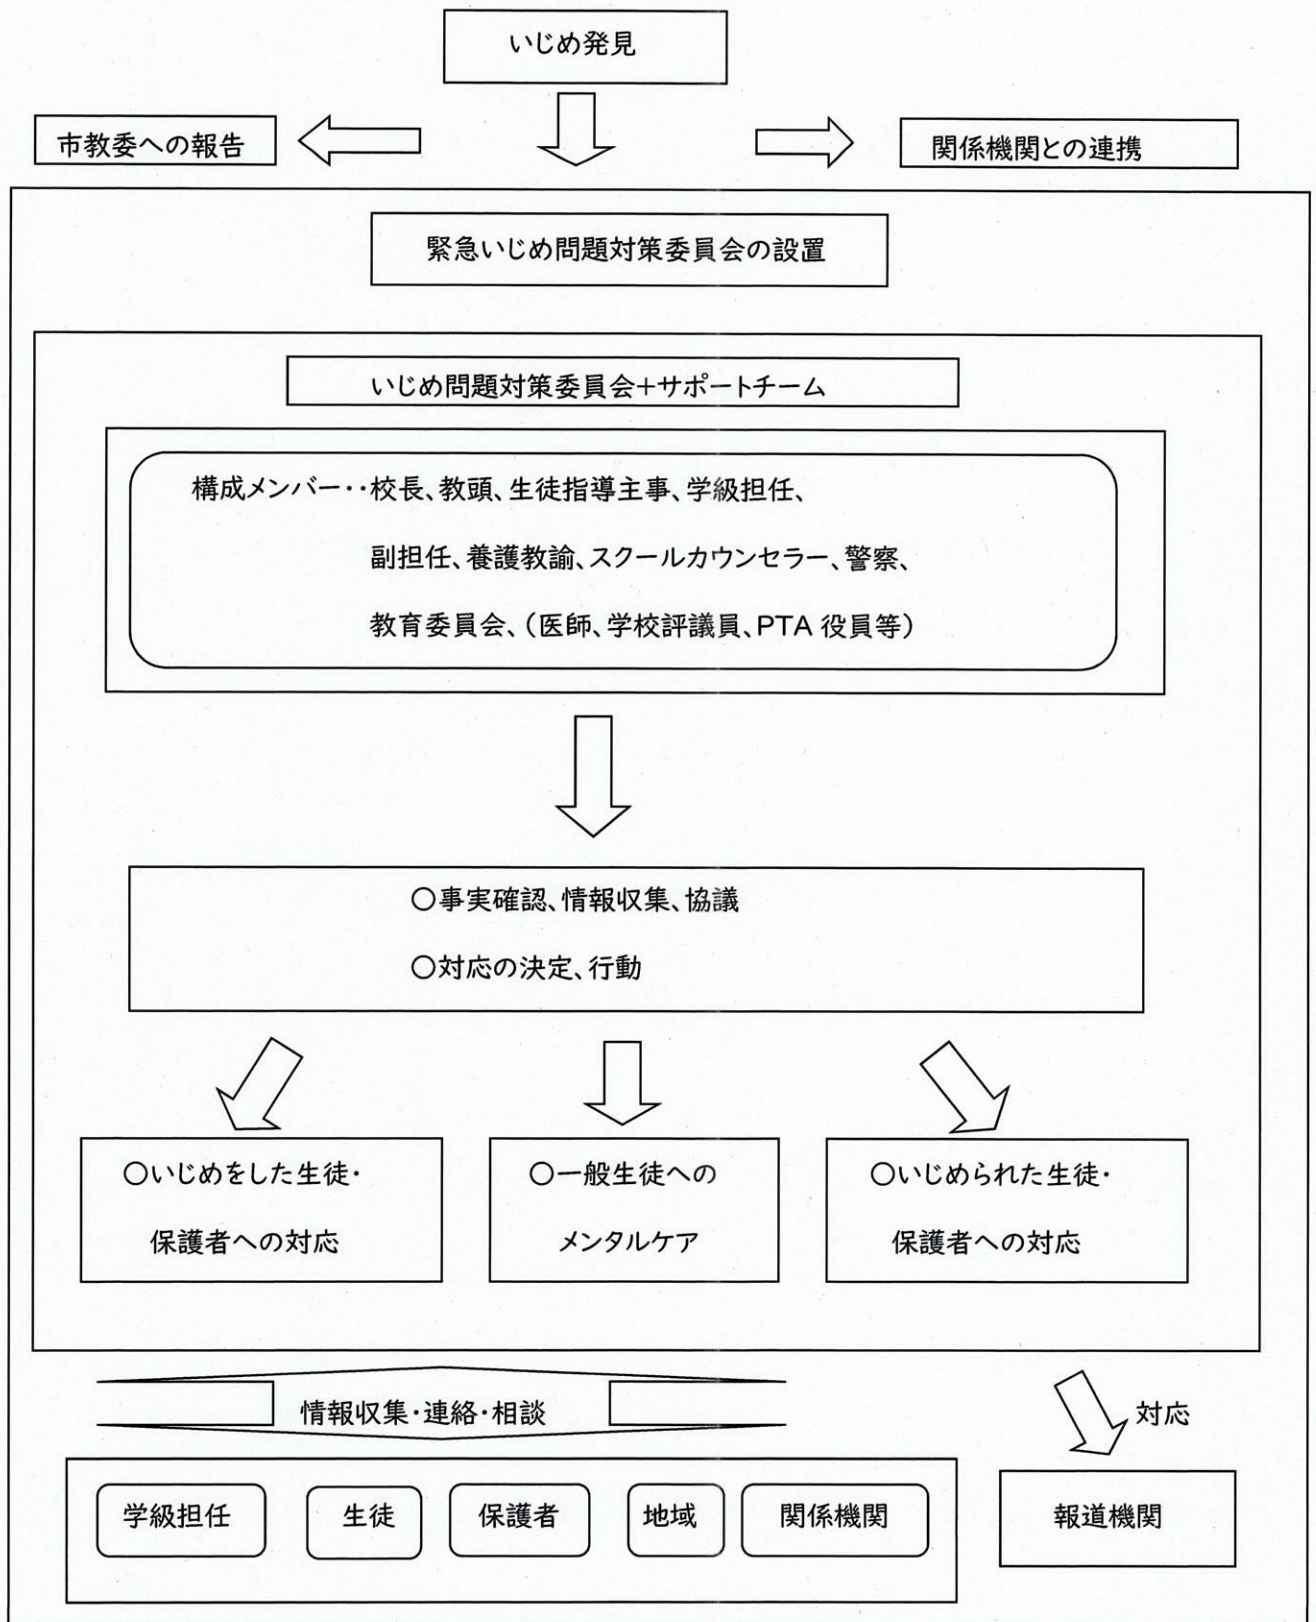 いじめ発見
市教委への報告
関係機関との連携
緊急いじめ問題対策委員会の設置
いじめ問題対策委員会+サポートチーム
構成メンバー‥校長、教頭、生徒指導主事、学級担任、
副担任、養護教諭、スクールカウンセラー、警察、
教育委員会、(医師、学校評議員、PTA 役員等)
○事実確認、情報収集、協議
○対応の決定、行動
○いじめをした生徒・
保護者への対応
○一般生徒への
メンタルケア
○いじめられた生徒・
保護者への対応
情報収集・連絡・相談
対応
学級担任
生徒
保護者
地域
関係機関
報道機関